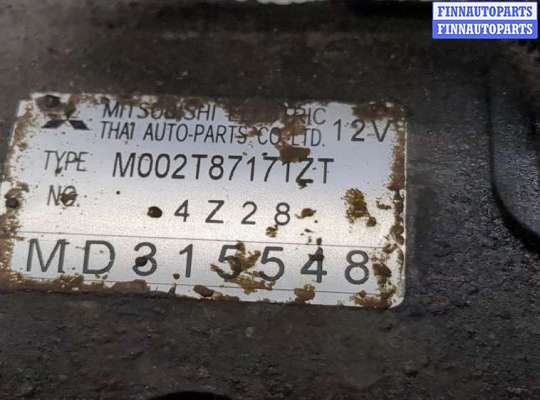 FINNAUTOPARTS
FINNAUTOPARTS
MITSUBISHI ELECTRIC
THAI AUTO-PARTS CO.,LTD. 12V
TYPE M002T87171ZT
NO. 4Z28
MD315548